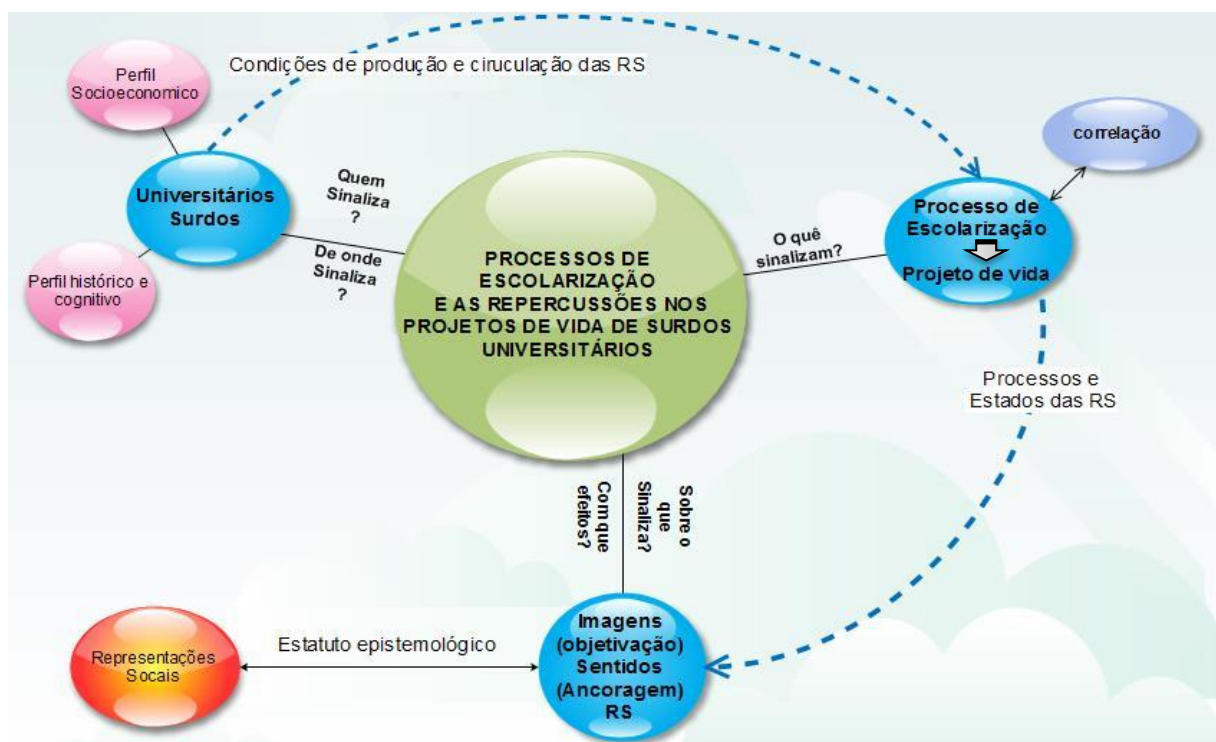 Perfil
Socioeconomico
Condições de produção e ciruculação das RS
Universitários
Surdos
Perfil histórico e
cognitivo
Quem
Sinaliza
?
De onde
Sinaliza
?
PROCESSOS DE
ESCOLARIZAÇÃO
E AS REPERCUSSÕES NOS
PROJETOS DE VIDA DE SURDOS
UNIVERSITÁRIOS
O quê
sinalizam?
correlação
Processo de
Escolarização
Projeto de vida
Processos e
Estados das RS
Sobre o
que
Sinaliza?
Com que
efeitos?
Imagens
(objetivação)
Sentidos
(Ancoragem)
RS
Estatuto epistemológico
Representações
Socais